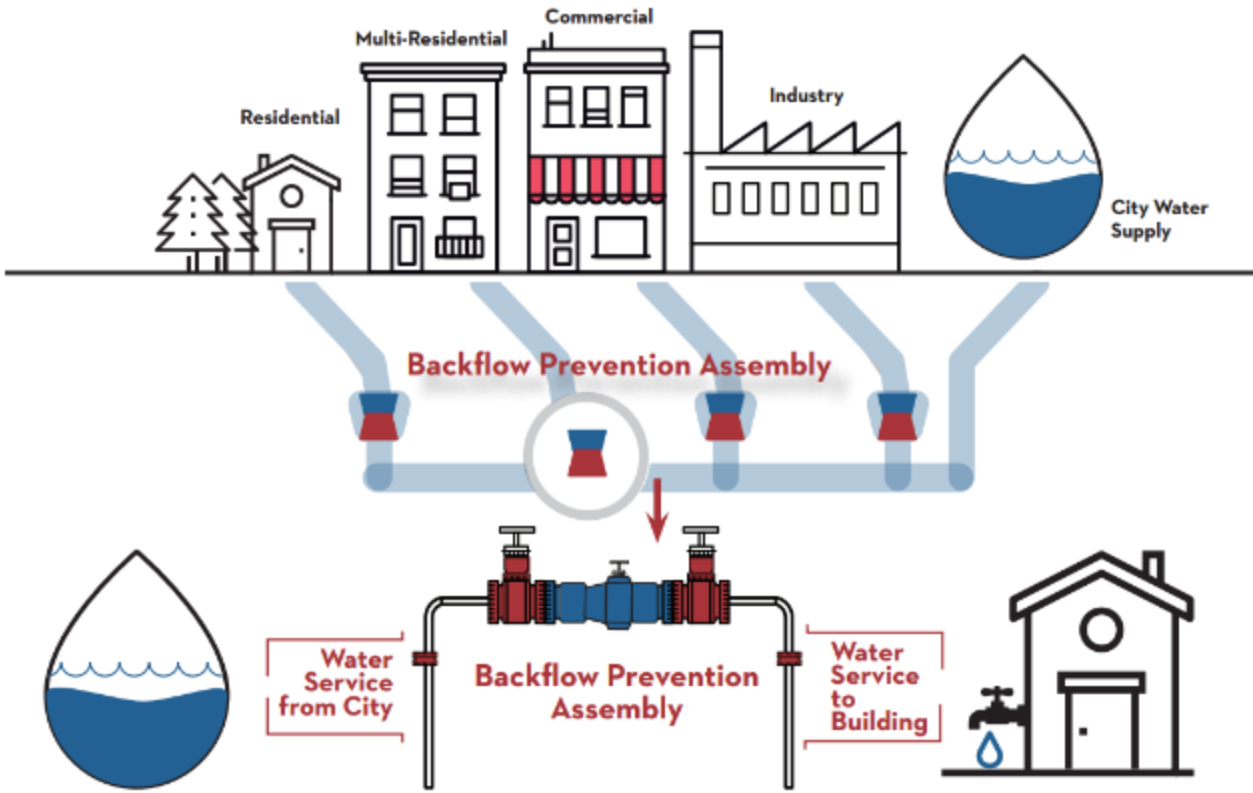 Commercial
Multi-Residential
Industry
Residential
City Water
Supply
Backflow Prevention Assembly
Water
Service
from City
Backflow Prevention
Assembly
Water
Service
to
Building